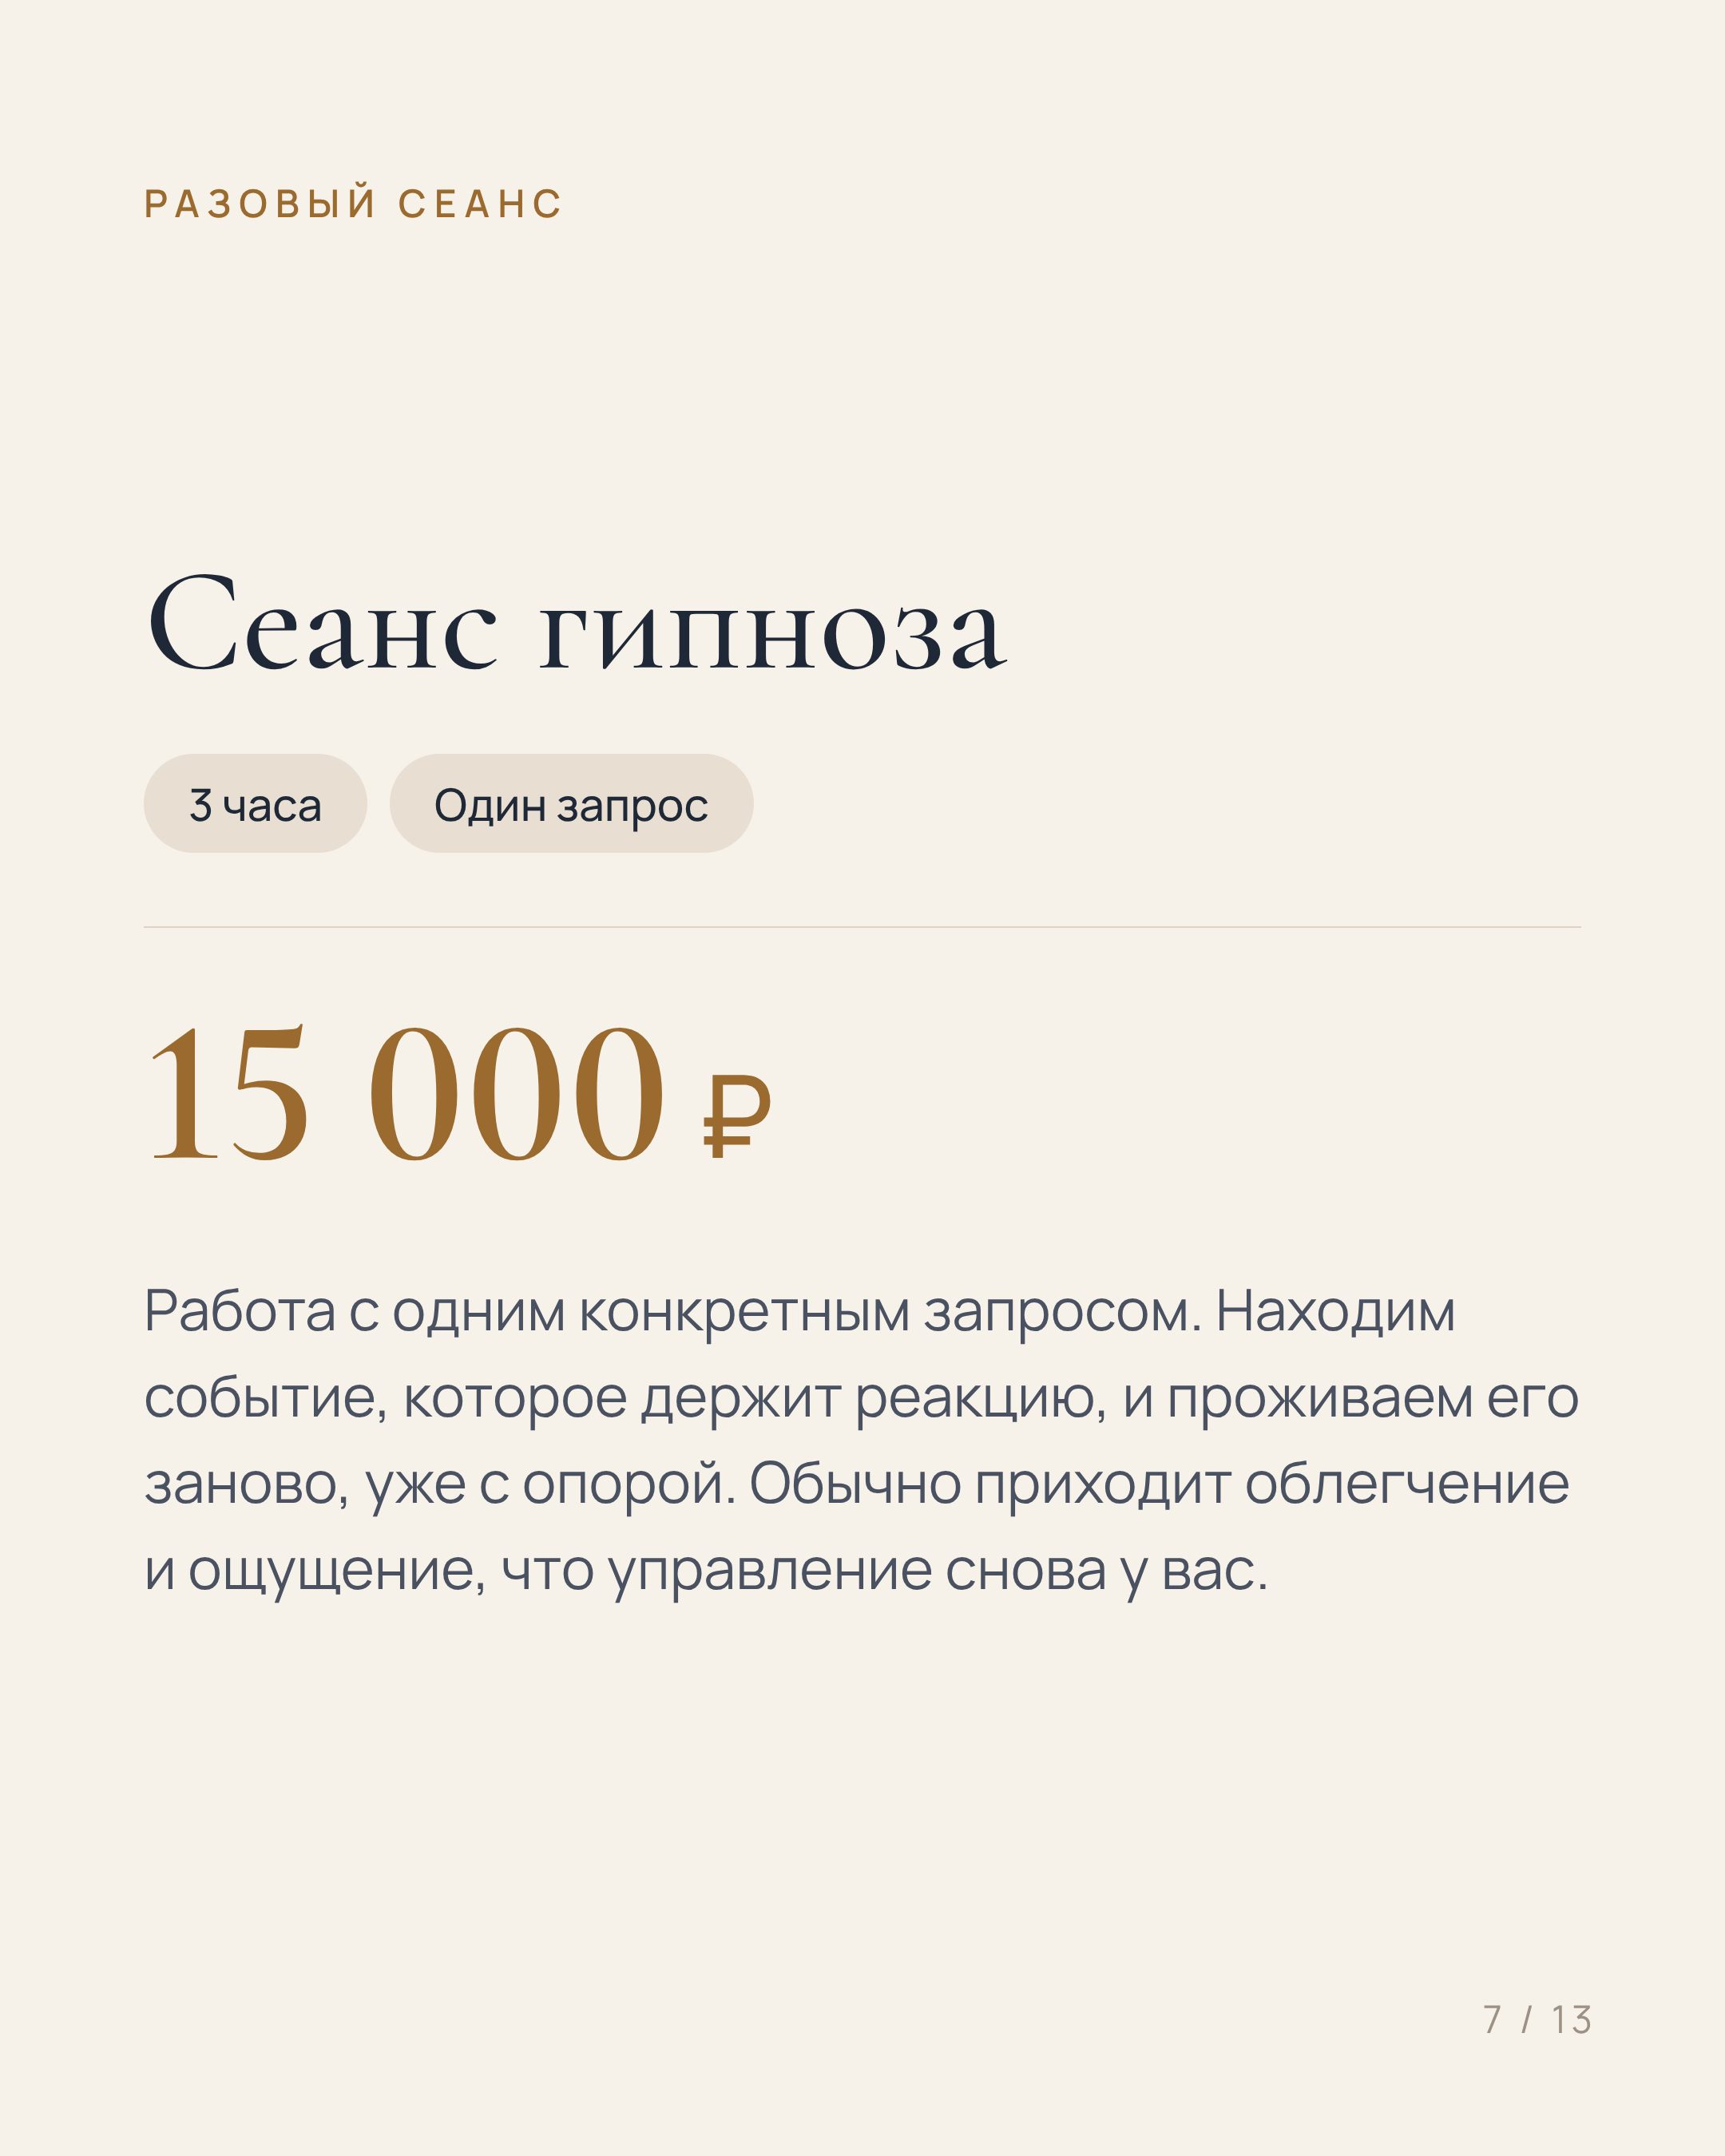 РАЗОВЫЙ СЕАНС
Сеанс гипноза
3 часа
Один запрос
15 000 ₽
Работа с одним конкретным запросом. Находим
событие, которое держит реакцию, и проживаем его
заново, уже с опорой. Обычно приходит облегчение
и ощущение, что управление снова у вас.
7 / 13